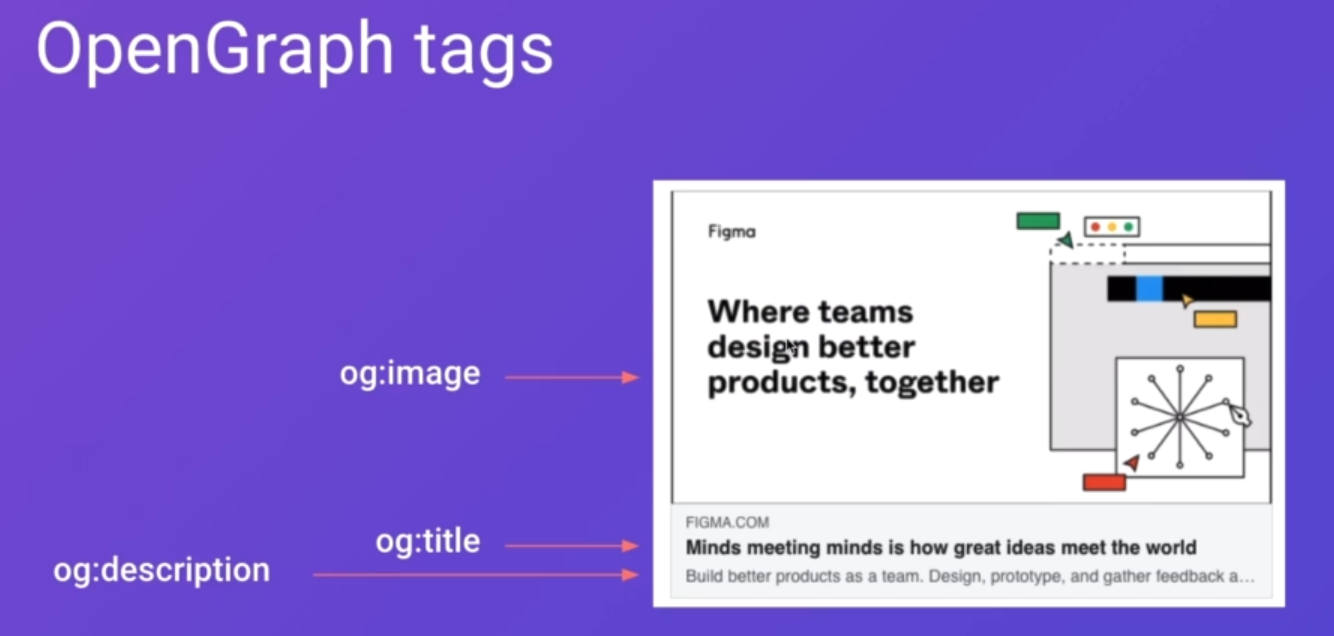 OpenGraph tags
Figma
Where teams
design better
products, together
og:image
FIGMA.COM
og:title
Minds meeting minds is how great ideas meet the world
og:description
Build better products as a team. Design, prototype, and gather feedback a...